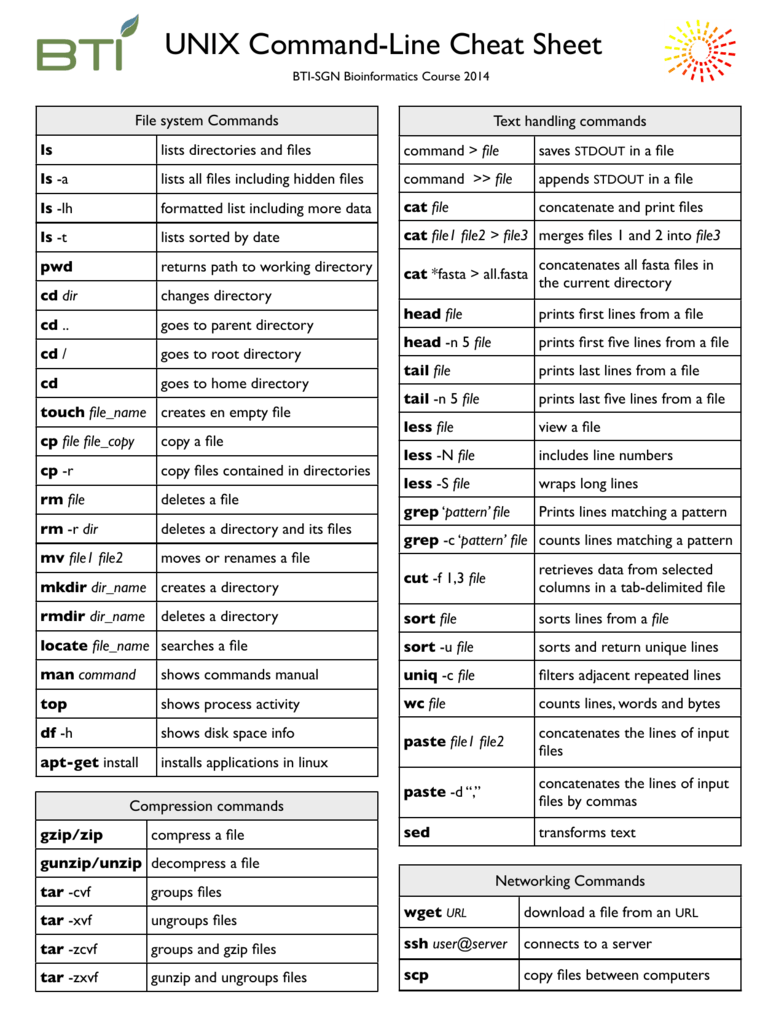 BTI
UNIX Command-Line Cheat Sheet
BTI-SGN Bioinformatics Course 2014
File system Commands
ls lists directories and files
ls -a lists all files including hidden files
ls -lh formatted list including more data
ls -t lists sorted by date
pwd returns path to working directory
cd dir changes directory
cd .. goes to parent directory
cd / goes to root directory
cd goes to home directory
touch file_name creates en empty file
cp file file_copy copy a file
cp -r copy files contained in directories
rm file deletes a file
rm -r dir deletes a directory and its files
mv file1 file2 moves or renames a file
mkdir dir_name creates a directory
rmdir dir_name deletes a directory
locate file_name searches a file
man command shows commands manual
top shows process activity
df -h shows disk space info
apt-get install installs applications in linux
Compression commands
gzip/zip compress a file
gunzip/unzip decompress a file
tar -cvf groups files
tar -xvf ungroups files
tar -zcvf groups and gzip files
tar -zxvf gunzip and ungroups files
Text handling commands
command > file saves STDOUT in a file
command >> file appends STDOUT in a file
cat file concatenate and print files
cat file1 file2 > file3 merges files 1 and 2 into file3
cat *fasta > all.fasta concatenates all fasta files in
the current directory
head file prints first lines from a file
head -n 5 file prints first five lines from a file
tail file prints last lines from a file
tail -n 5 file prints last five lines from a file
less file view a file
less -N file includes line numbers
less -S file wraps long lines
grep ‘pattern’ file Prints lines matching a pattern
grep -c ‘pattern’ file counts lines matching a pattern
cut -f 1,3 file retrieves data from selected
columns in a tab-delimited file
sort file sorts lines from a file
sort -u file sorts and return unique lines
uniq -c file filters adjacent repeated lines
wc file counts lines, words and bytes
paste file1 file2 concatenates the lines of input
files
paste -d “,” concatenates the lines of input
files by commas
sed transforms text
Networking Commands
wget URL download a file from an URL
ssh user@server connects to a server
scp copy files between computers